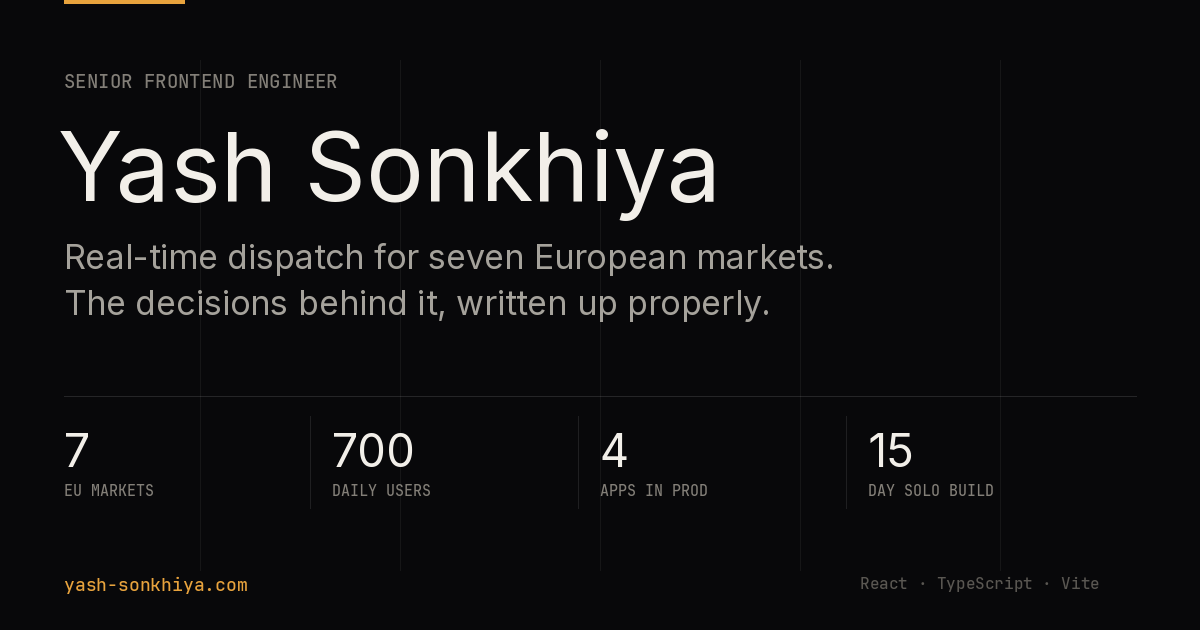 SENIOR FRONTEND ENGINEER
Yash Sonkhiya
Real-time dispatch for seven European markets.
The decisions behind it, written up properly.
7
EU MARKETS
700
DAILY USERS
4
APPS IN PROD
15
DAY SOLO BUILD
yash-sonkhiya.com
React · TypeScript · Vite